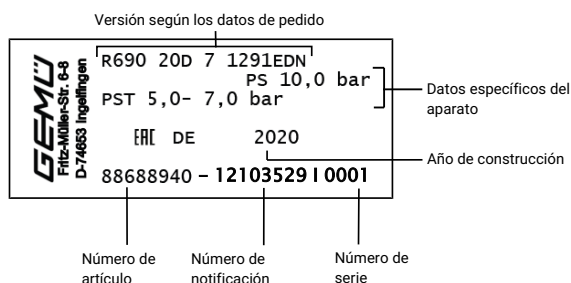 Versión según los datos de pedido
GEMÜ
Fritz-Müller-Str. 6-8
D-74653 Ingelfingen
R690 20D 7 1291EDN
PS 10,0 bar
PST 5,0- 7,0 bar
EAC DE 2020
88688940 - 12103529 I 0001
Datos específicos del
aparato
Año de construcción
Número de
artículo
Número de
notificación
Número de
serie